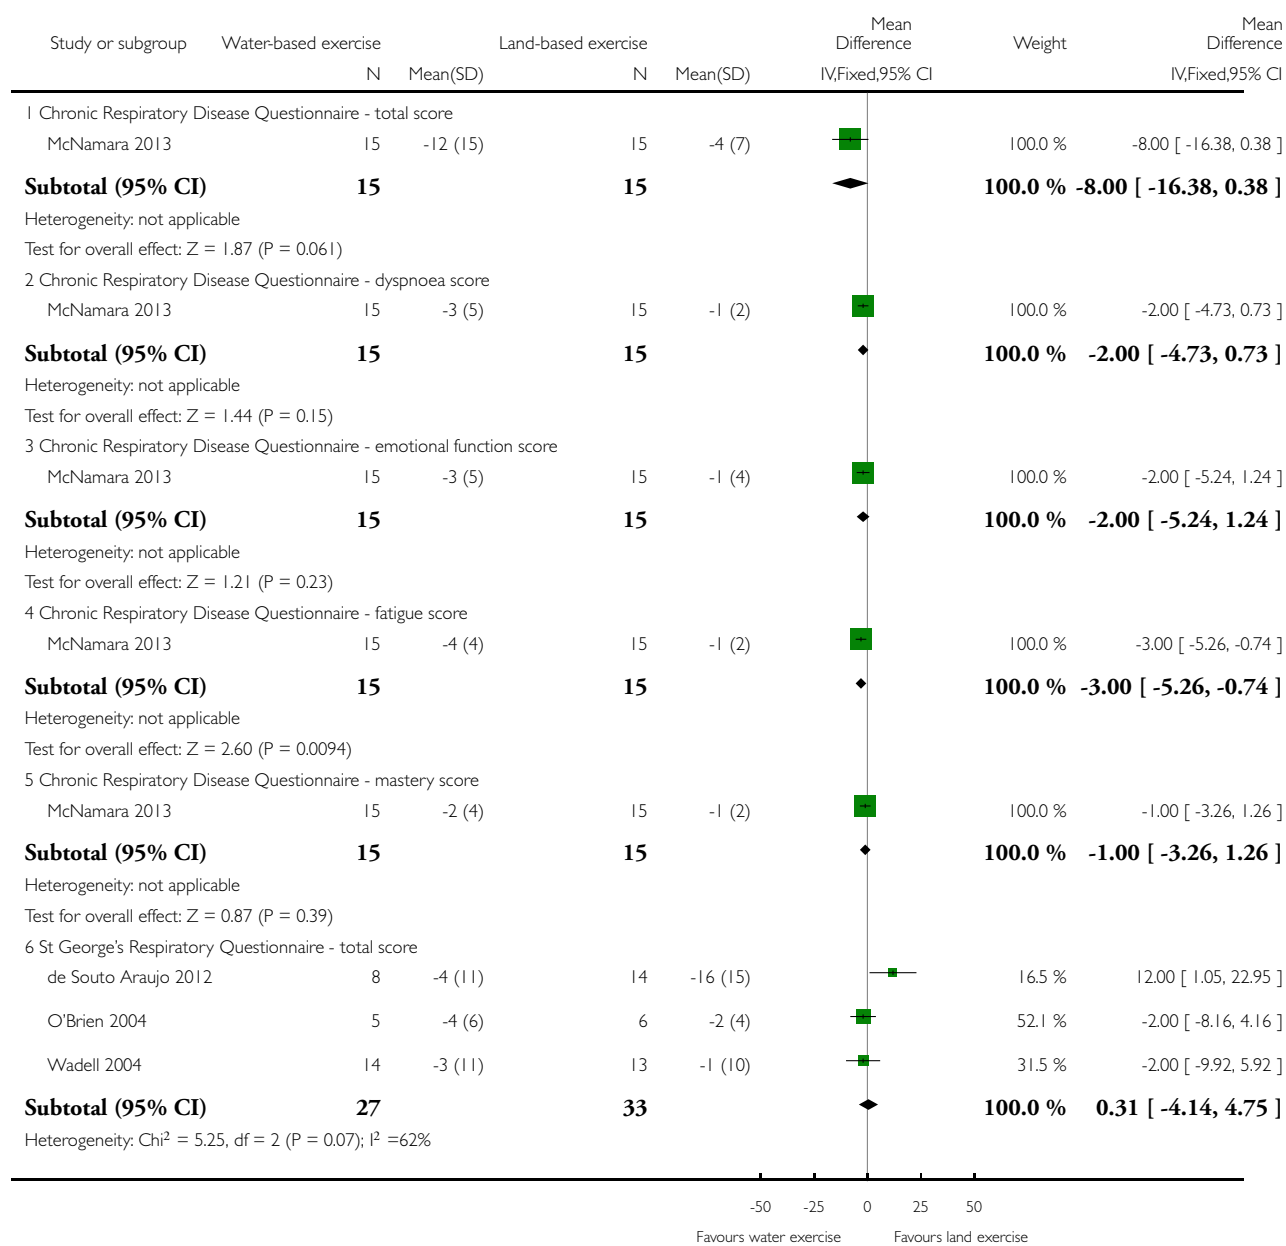 Study or subgroup Water-based exercise Land-based exercise Mean Difference Weight Mean Difference
N Mean(SD) N Mean(SD) IV,Fixed,95% CI IV,Fixed,95% CI
1 Chronic Respiratory Disease Questionnaire - total score
McNamara 2013 15 -12 (15) 15 -4 (7) 100.0 % -8.00 [ -16.38, 0.38 ]
Subtotal (95% CI) 15 15 100.0 % -8.00 [ -16.38, 0.38 ]
Heterogeneity: not applicable
Test for overall effect: Z = 1.87 (P = 0.061)
2 Chronic Respiratory Disease Questionnaire - dyspnoea score
McNamara 2013 15 -3 (5) 15 -1 (2) 100.0 % -2.00 [ -4.73, 0.73 ]
Subtotal (95% CI) 15 15 100.0 % -2.00 [ -4.73, 0.73 ]
Heterogeneity: not applicable
Test for overall effect: Z = 1.44 (P = 0.15)
3 Chronic Respiratory Disease Questionnaire - emotional function score
McNamara 2013 15 -3 (5) 15 -1 (4) 100.0 % -2.00 [ -5.24, 1.24 ]
Subtotal (95% CI) 15 15 100.0 % -2.00 [ -5.24, 1.24 ]
Heterogeneity: not applicable
Test for overall effect: Z = 1.21 (P = 0.23)
4 Chronic Respiratory Disease Questionnaire - fatigue score
McNamara 2013 15 -4 (4) 15 -1 (2) 100.0 % -3.00 [ -5.26, -0.74 ]
Subtotal (95% CI) 15 15 100.0 % -3.00 [ -5.26, -0.74 ]
Heterogeneity: not applicable
Test for overall effect: Z = 2.60 (P = 0.0094)
5 Chronic Respiratory Disease Questionnaire - mastery score
McNamara 2013 15 -2 (4) 15 -1 (2) 100.0 % -1.00 [ -3.26, 1.26 ]
Subtotal (95% CI) 15 15 100.0 % -1.00 [ -3.26, 1.26 ]
Heterogeneity: not applicable
Test for overall effect: Z = 0.87 (P = 0.39)
6 St George's Respiratory Questionnaire - total score
de Souto Araujo 2012 8 -4 (11) 14 -16 (15) 16.5 % 12.00 [ 1.05, 22.95 ]
O'Brien 2004 5 -4 (6) 6 -2 (4) 52.1 % -2.00 [ -8.16, 4.16 ]
Wadell 2004 14 -3 (11) 13 -1 (10) 31.5 % -2.00 [ -9.92, 5.92 ]
Subtotal (95% CI) 27 33 100.0 % 0.31 [ -4.14, 4.75 ]
Heterogeneity: Chi² = 5.25, df = 2 (P = 0.07); I² =62%
-50 -25 0 25 50
Favours water exercise Favours land exercise